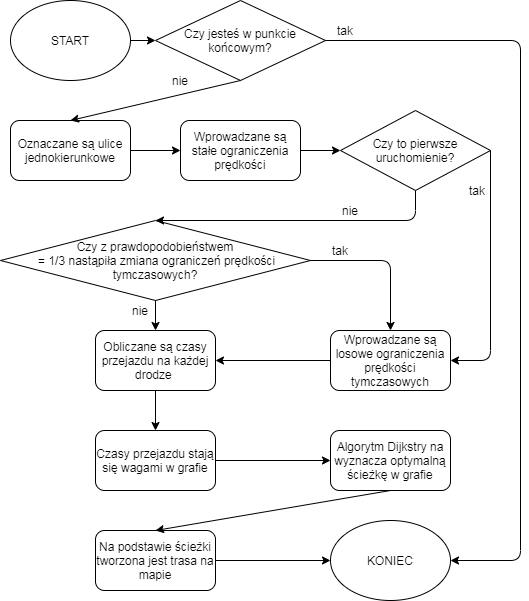 START
Czy jesteś w punkcie
końcowym?
tak
nie
Oznaczane są ulice
jednokierunkowe
Wprowadzane są
stałe ograniczenia
prędkości
Czy to pierwsze
uruchomienie?
tak
nie
Czy z prawdopodobieństwem
= 1/3 nastąpiła zmiana ograniczeń prędkości
tymczasowych?
tak
nie
Obliczane są czasy
przejazdu na każdej
drodze
Wprowadzane są
losowe ograniczenia
prędkości
tymczasowych
Czasy przejazdu stają
się wagami w grafie
Algorytm Dijkstry na
wyznacza optymalną
ścieżkę w grafie
Na podstawie ścieżki
tworzona jest trasa na
mapie
KONIEC